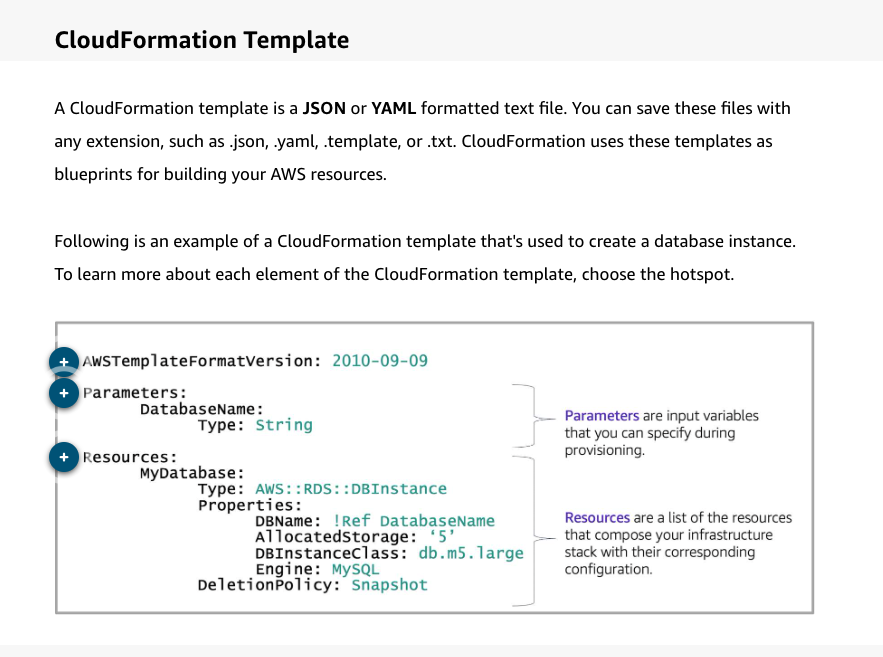 CloudFormation Template
A CloudFormation template is a JSON or YAML formatted text file. You can save these files with
any extension, such as .json, .yaml, .template, or .txt. CloudFormation uses these templates as
blueprints for building your AWS resources.
Following is an example of a CloudFormation template that's used to create a database instance.
To learn more about each element of the CloudFormation template, choose the hotspot.
+ AWSTemplateFormatVersion: 2010-09-09
+ Parameters:
DatabaseName:
Type: String
Parameters are input variables
that you can specify during
provisioning.
+ Resources:
MyDatabase:
Type: AWS::RDS::DBInstance
Properties:
DBName: !Ref DatabaseName
AllocatedStorage: ‘5’
DBInstanceClass: db.m5.large
Engine: MySQL
DeletionPolicy: Snapshot
Resources are a list of the resources
that compose your infrastructure
stack with their corresponding
configuration.